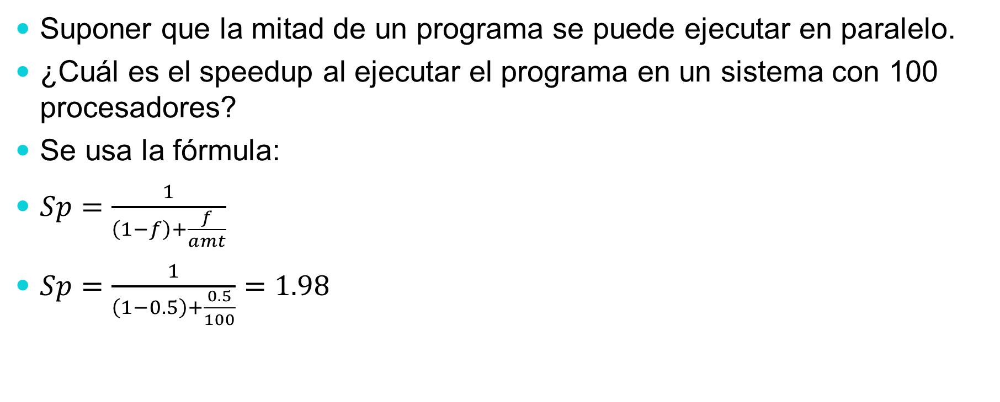 • Suponer que la mitad de un programa se puede ejecutar en paralelo.
• ¿Cuál es el speedup al ejecutar el programa en un sistema con 100
procesadores?
• Se usa la fórmula:
• $Sp = \frac{1}{(1-f)+\frac{f}{amt}}$
• $Sp = \frac{1}{(1-0.5)+\frac{0.5}{100}} = 1.98$